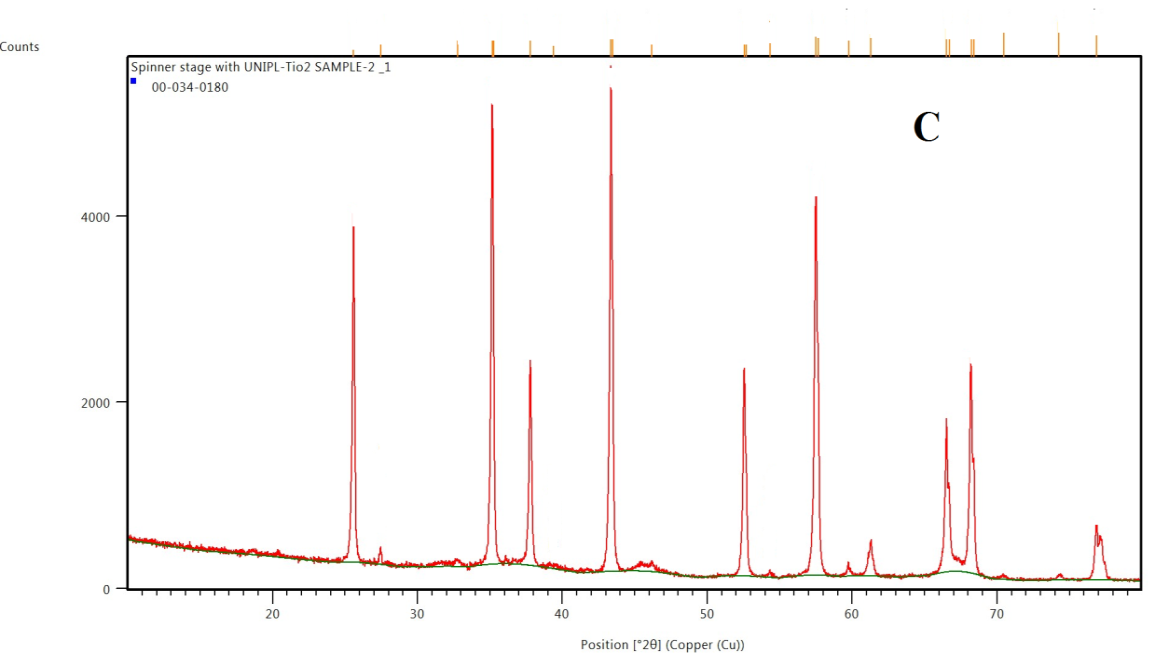 Counts
Spinner stage with UNIPL-Tio2 SAMPLE-2 _1
00-034-0180
C
4000
2000
0
20 30 40 50 60 70
Position [°2θ] (Copper (Cu))